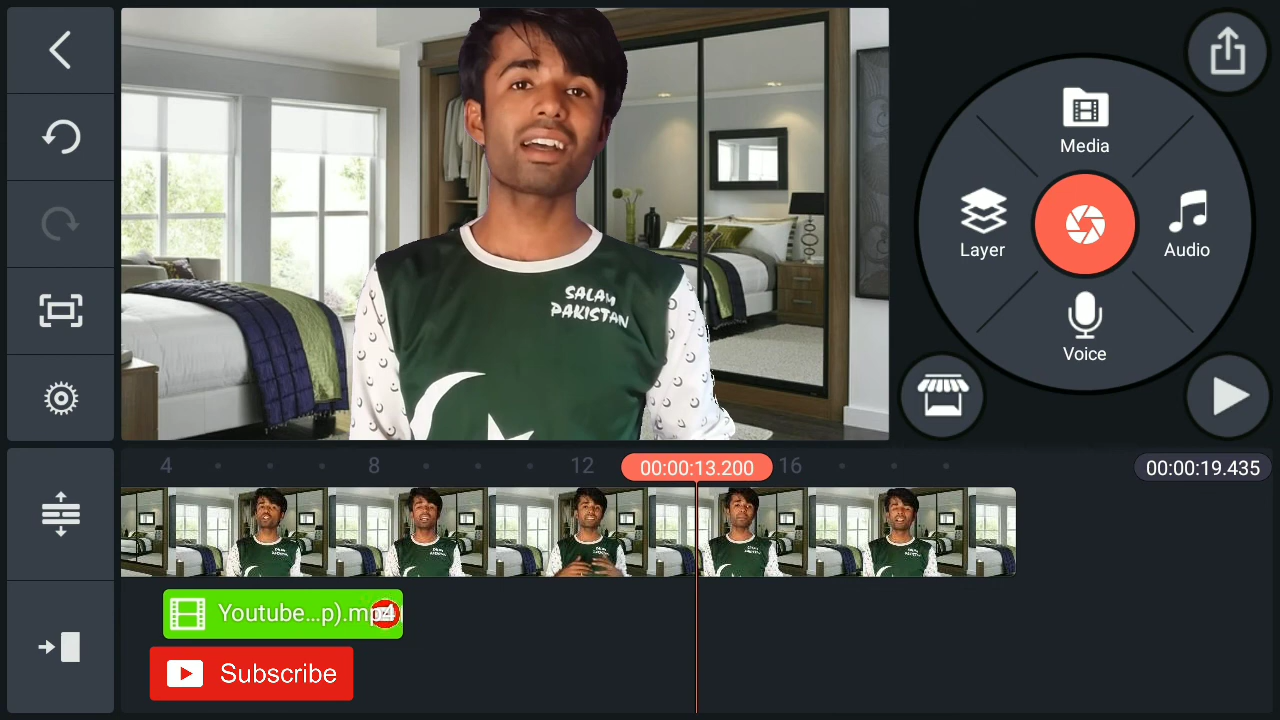 Media
Layer
Audio
Voice
SALAM
PAKISTAN
4
8
12
00:00:13.200
16
00:00:19.435
Youtube...p).mp4
Subscribe